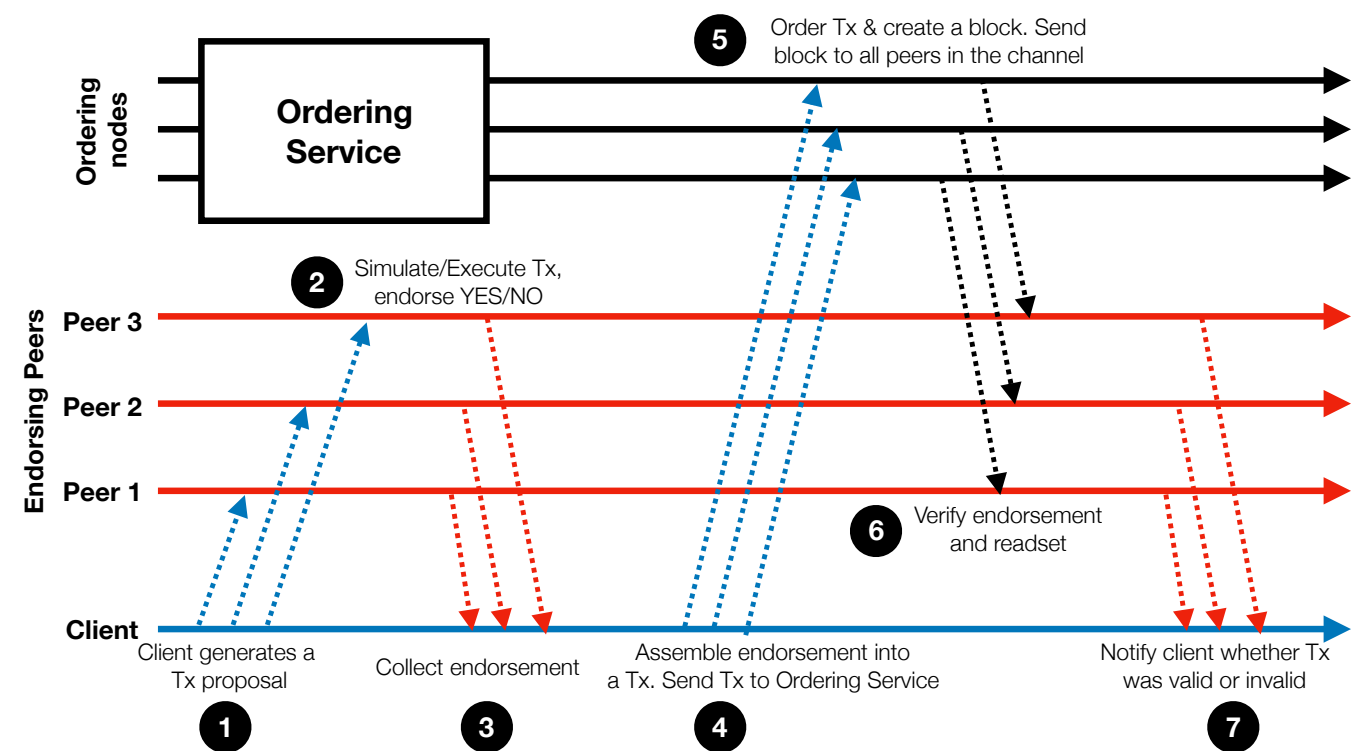 5
Order Tx & create a block. Send
block to all peers in the channel
Ordering
nodes
Ordering
Service
2
Simulate/Execute Tx,
endorse YES/NO
Endorsing Peers
Peer 3
Peer 2
Peer 1
6
Verify endorsement
and readset
Client
Client generates a
Tx proposal
1
Collect endorsement
3
Assemble endorsement into
a Tx. Send Tx to Ordering Service
4
Notify client whether Tx
was valid or invalid
7